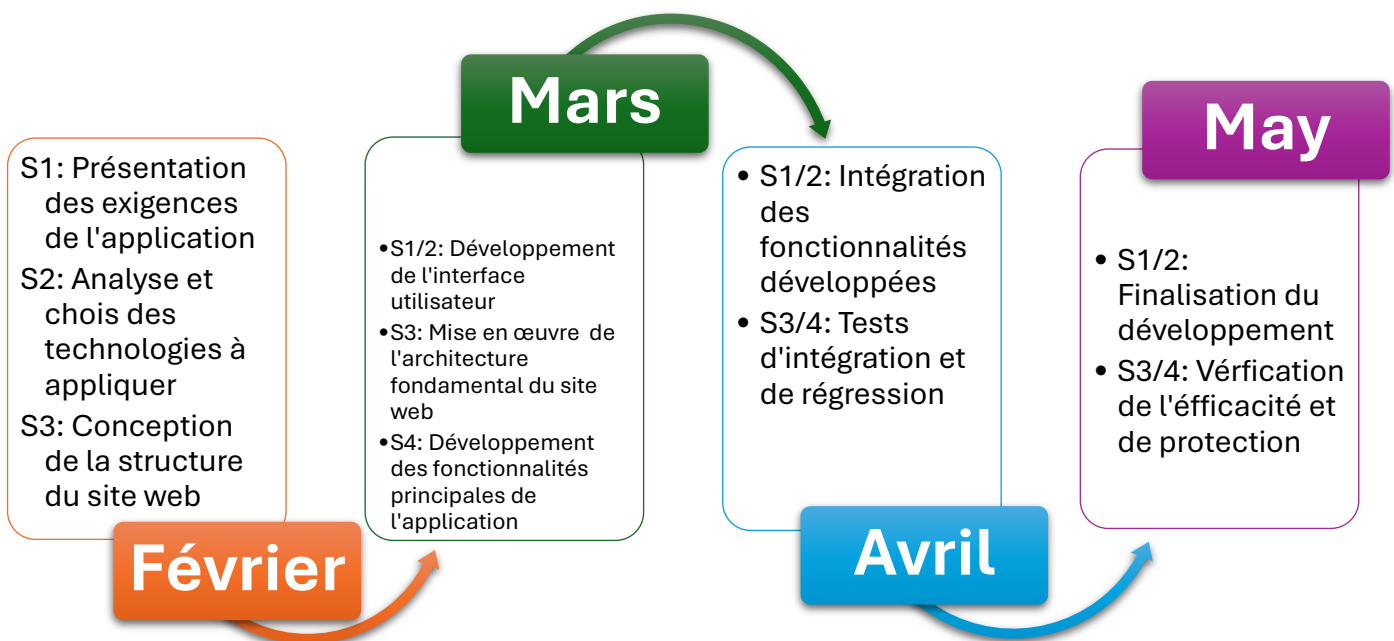 S1: Présentation
des exigences
de l'application
S2: Analyse et
chois des
technologies à
appliquer
S3: Conception
de la structure
du site web
Février
Mars
•S1/2: Développement
de l'interface
utilisateur
•S3: Mise en œuvre de
l'architecture
fondamental du site
web
•S4: Développement
des fonctionnalités
principales de
l'application
• S1/2: Intégration
des
fonctionnalités
développées
• S3/4: Tests
d'intégration et
de régression
Avril
May
• S1/2:
Finalisation du
développement
• S3/4: Vérfication
de l'éfficacité et
de protection